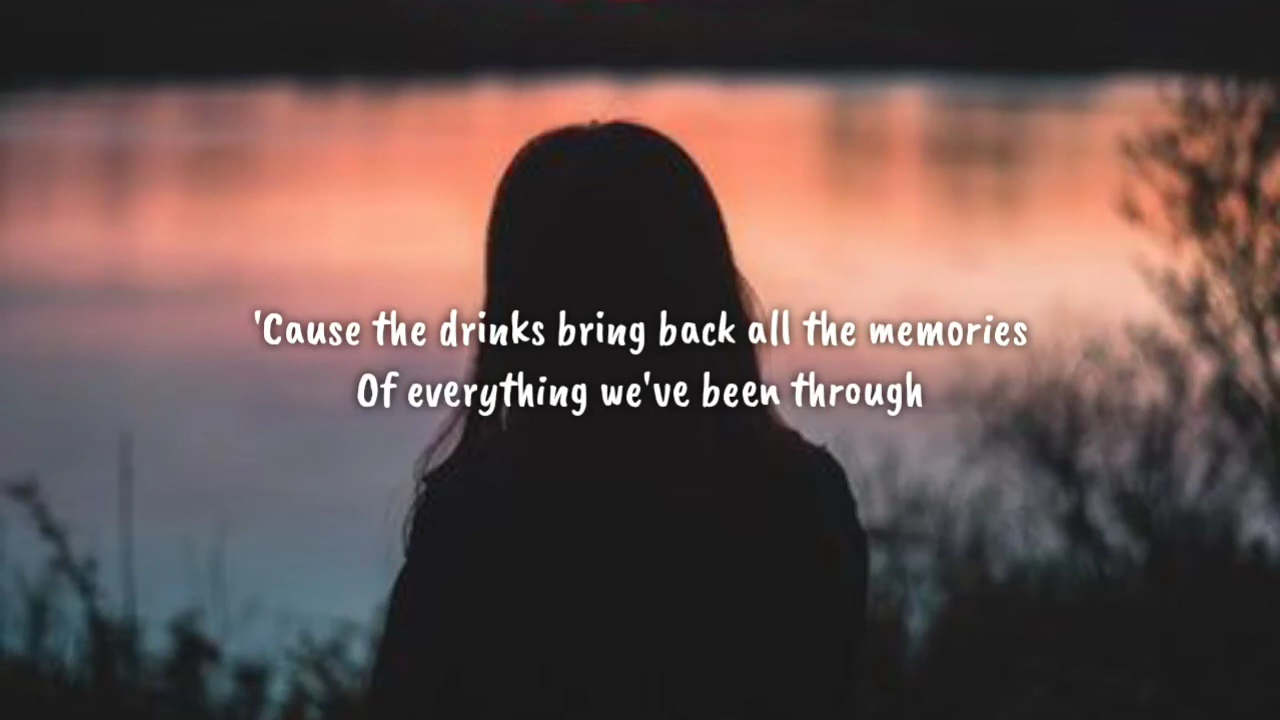 'Cause the drinks bring back all the memories
Of everything we've been through